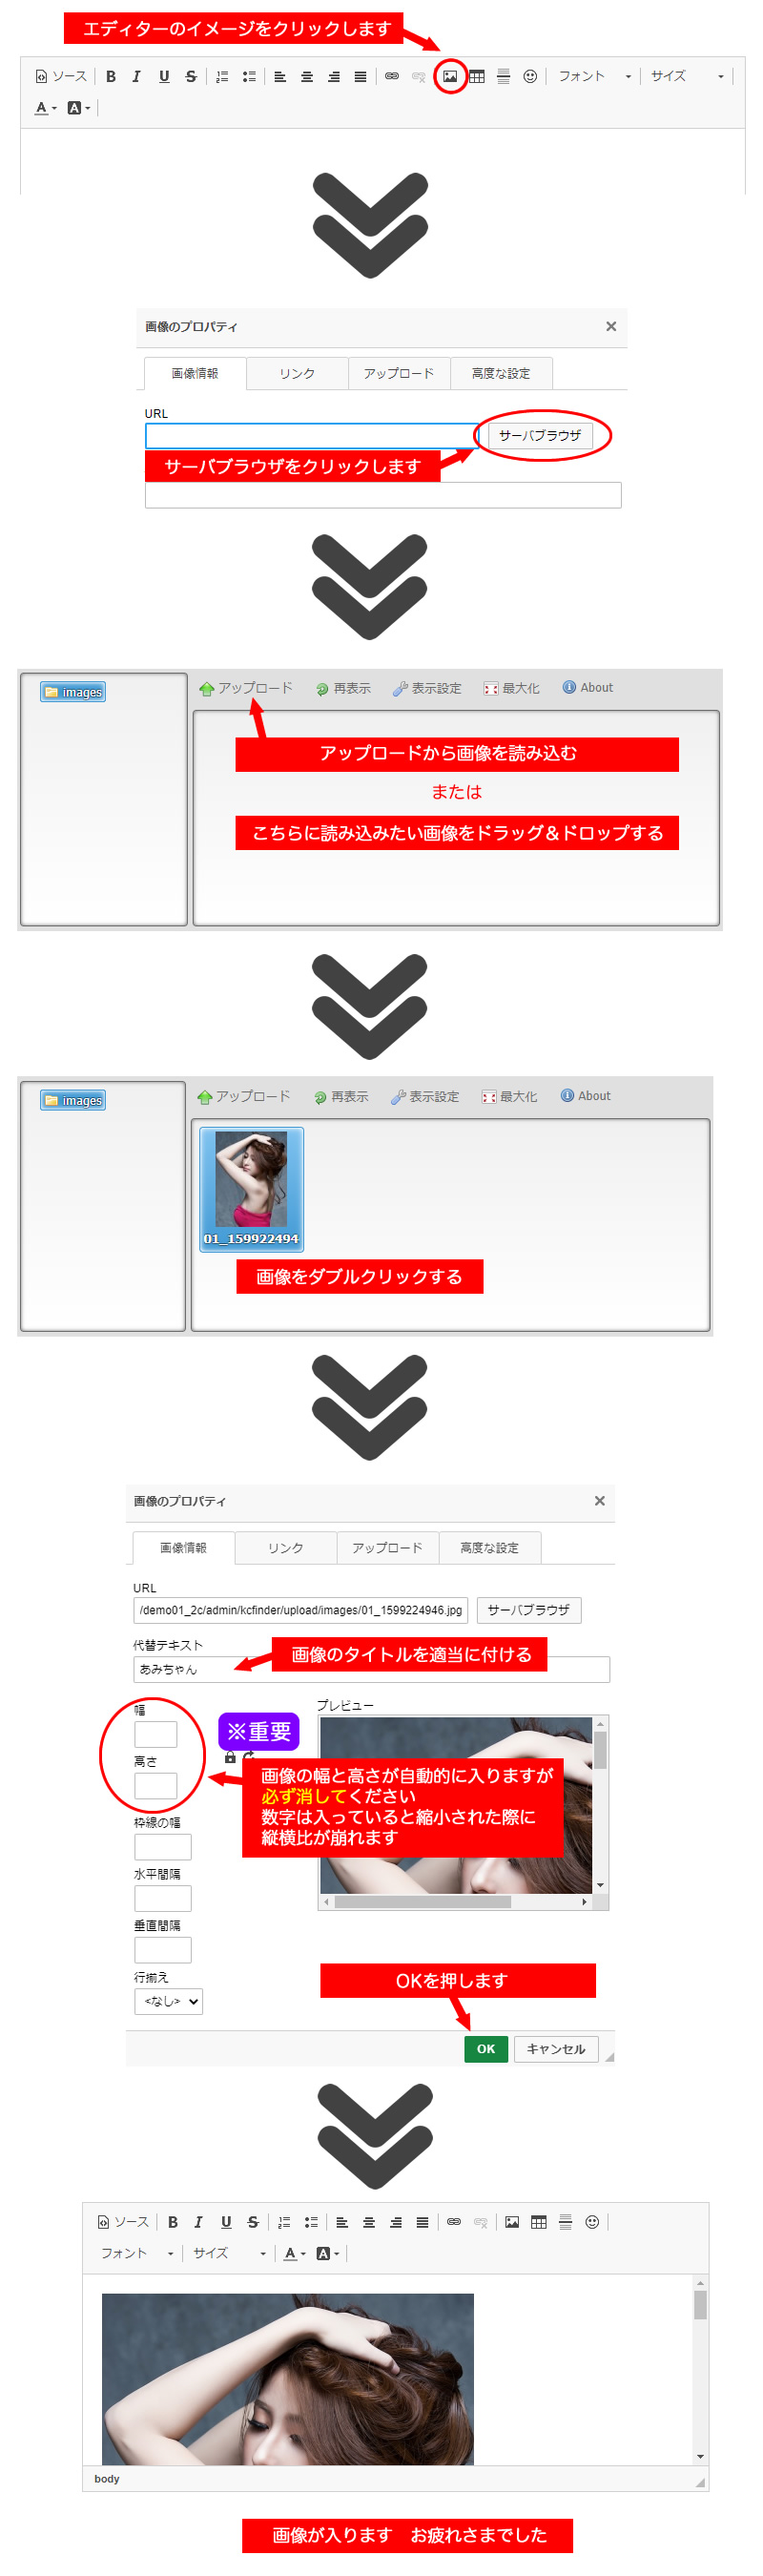 エディターのイメージをクリックします
ソース B I U S フォント サイズ
A A
画像のプロパティ
画像情報 リンク アップロード 高度な設定
URL
サーバブラウザ
サーバブラウザをクリックします
images アップロード 再表示 表示設定 最大化 About
アップロードから画像を読み込む
または
こちらに読み込みたい画像をドラッグ＆ドロップする
images アップロード 再表示 表示設定 最大化 About
01_159922494
画像をダブルクリックする
画像のプロパティ
画像情報 リンク アップロード 高度な設定
URL
/demo01_2c/admin/kcfinder/upload/images/01_1599224946.jpg サーバブラウザ
代替テキスト
画像のタイトルを適当に付ける
あみちゃん
幅
プレビュー
※重要
高さ
画像の幅と高さが自動的に入りますが
必ず消してください
数字は入っていると縮小された際に
縦横比が崩れます
枠線の幅
水平間隔
垂直間隔
行揃え
<なし>
OKを押します
OK キャンセル
ソース B I U S
フォント サイズ A A
body
画像が入ります　お疲れさまでした